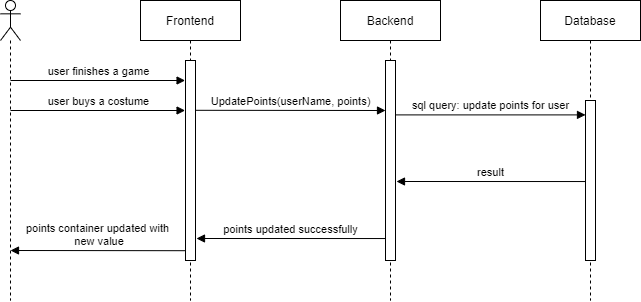 Frontend
Backend
Database
user finishes a game
user buys a costume
UpdatePoints(userName, points)
sql query: update points for user
result
points container updated with
new value
points updated successfully